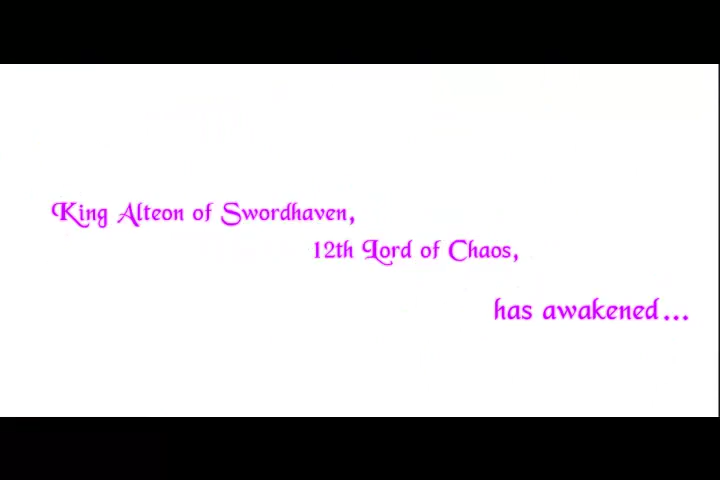 King Alteon of Swordhaven,
12th Lord of Chaos,
has awakened...